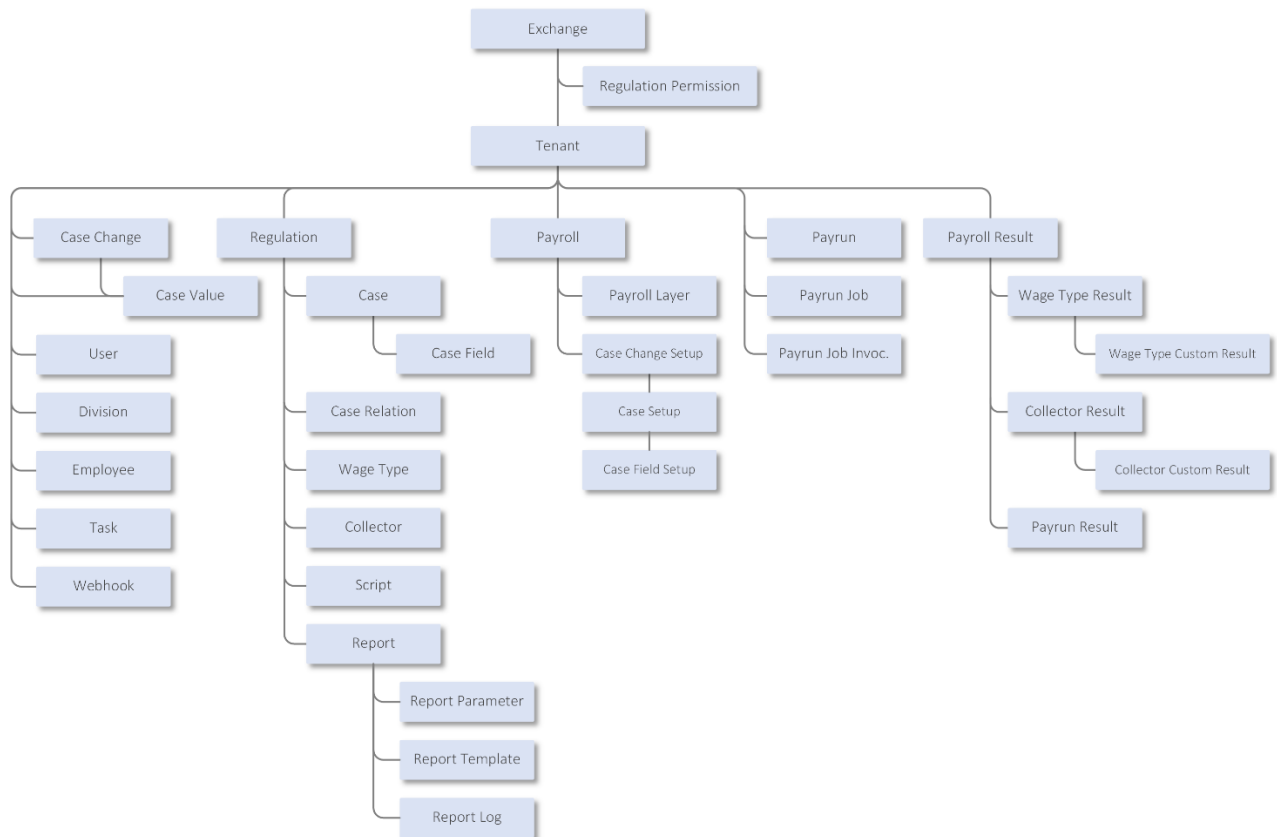 Exchange
Regulation Permission
Tenant
Case Change
Regulation
Payroll
Payrun
Payroll Result
Case Value
Case
Payroll Layer
Payrun Job
Wage Type Result
User
Case Field
Case Change Setup
Payrun Job Invoc.
Wage Type Custom Result
Division
Case Relation
Case Setup
Collector Result
Employee
Wage Type
Case Field Setup
Collector Custom Result
Task
Collector
Payrun Result
Webhook
Script
Report
Report Parameter
Report Template
Report Log